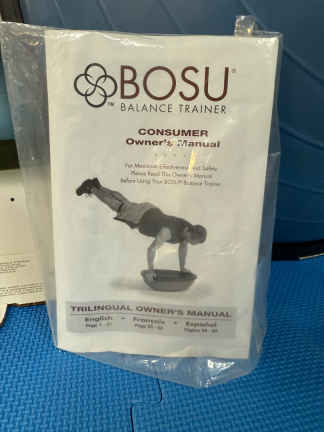 BOSU®
™ BALANCE TRAINER
CONSUMER
Owner's Manual
For Maximum Effectiveness and Safety
Please Read This Owner's Manual
Before Using Your BOSU® Balance Trainer
TRILINGUAL OWNER'S MANUAL
English • Français • Español